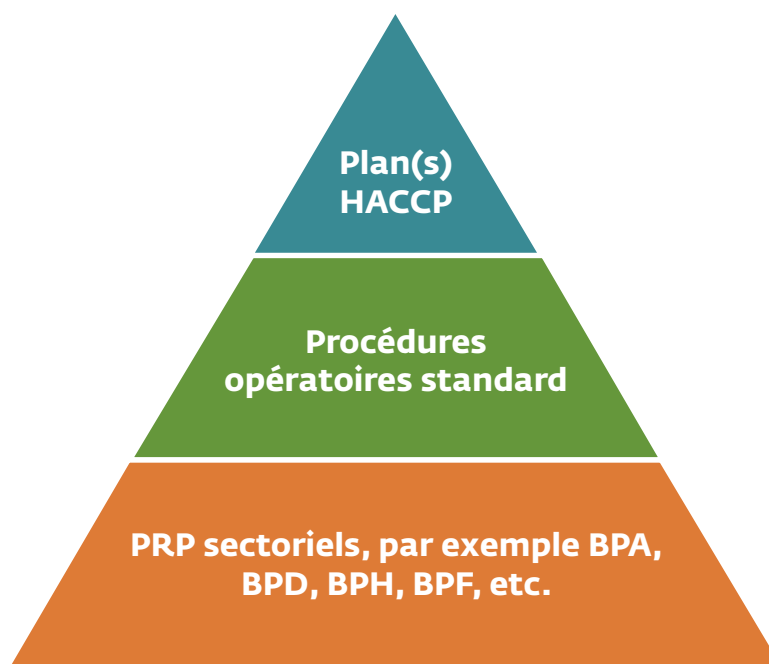 Plan(s)
HACCP
Procédures
opératoires standard
PRP sectoriels, par exemple BPA,
BPD, BPH, BPF, etc.